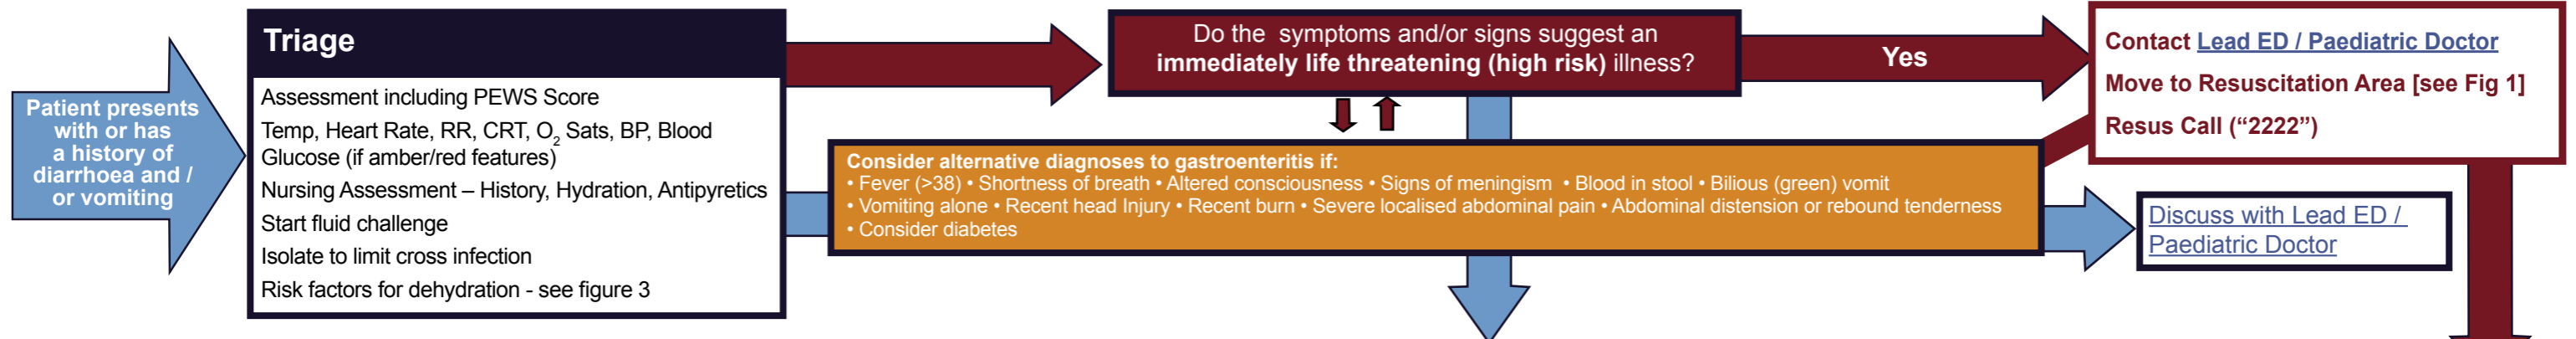 Patient presents
with or has
a history of
diarrhoea and /
or vomiting
Triage
Assessment including PEWS Score
Temp, Heart Rate, RR, CRT, O2 Sats, BP, Blood
Glucose (if amber/red features)
Nursing Assessment – History, Hydration, Antipyretics
Start fluid challenge
Isolate to limit cross infection
Risk factors for dehydration - see figure 3
Do the  symptoms and/or signs suggest an
immediately life threatening (high risk) illness?
Yes
Contact Lead ED / Paediatric Doctor
Move to Resuscitation Area [see Fig 1]
Resus Call (“2222”)
Consider alternative diagnoses to gastroenteritis if:
• Fever (>38) • Shortness of breath • Altered consciousness • Signs of meningism • Blood in stool • Bilious (green) vomit
• Vomiting alone • Recent head Injury • Recent burn • Severe localised abdominal pain • Abdominal distension or rebound tenderness
• Consider diabetes
Discuss with Lead ED /
Paediatric Doctor